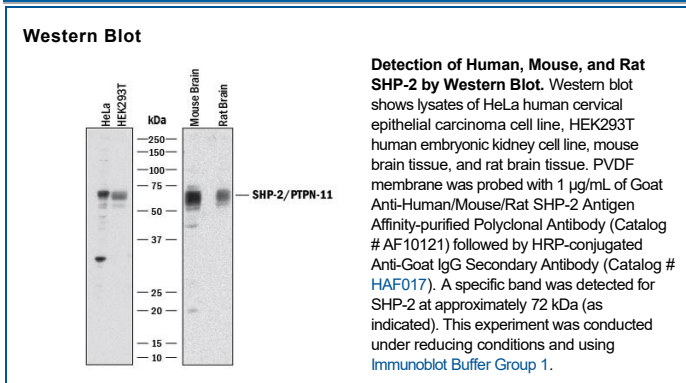 Western Blot
HeLa
HEK293T
kDa
Mouse Brain
Rat Brain
250
150
100
75
50
37
25
20
15
10
SHP-2/PTPN-11
Detection of Human, Mouse, and Rat
SHP-2 by Western Blot. Western blot
shows lysates of HeLa human cervical
epithelial carcinoma cell line, HEK293T
human embryonic kidney cell line, mouse
brain tissue, and rat brain tissue. PVDF
membrane was probed with 1 µg/mL of Goat
Anti-Human/Mouse/Rat SHP-2 Antigen
Affinity-purified Polyclonal Antibody (Catalog
# AF10121) followed by HRP-conjugated
Anti-Goat IgG Secondary Antibody (Catalog #
HAF017). A specific band was detected for
SHP-2 at approximately 72 kDa (as
indicated). This experiment was conducted
under reducing conditions and using
Immunoblot Buffer Group 1.